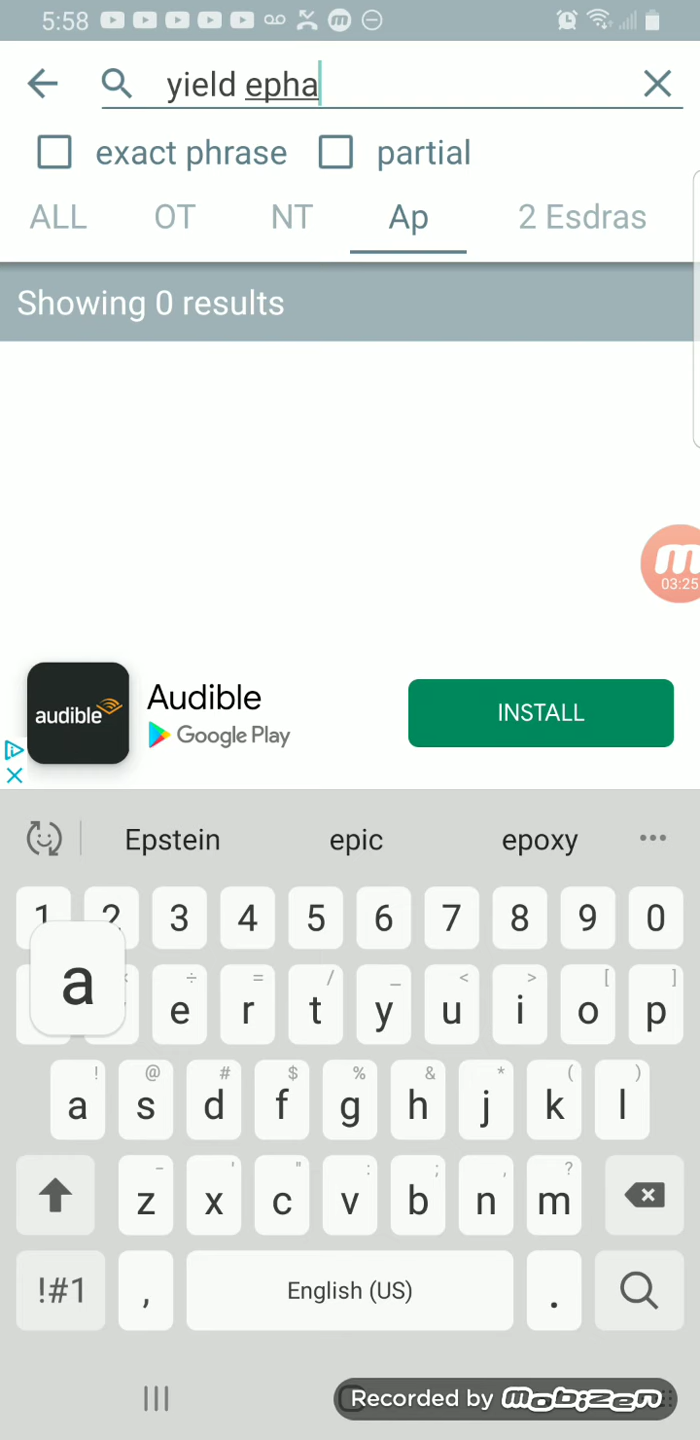 5:58
yield epha
exact phrase partial
ALL OT NT Ap 2 Esdras
Showing 0 results
m
03:25
audible
Audible
Google Play
INSTALL
Epstein epic epoxy
1 2 3 4 5 6 7 8 9 0
a
÷ = / _ < > [ ]
e r t y u i o p
! @ # $ % & * ( )
a s d f g h j k l
- ' " : ; , ?
z x c v b n m
!#1 , English (US) .
Recorded by mobizen